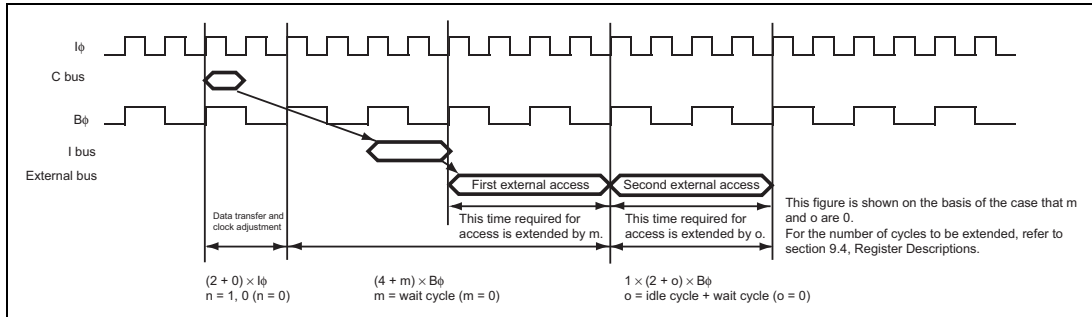 Iϕ
C bus
Bϕ
I bus
External bus
First external access
Second external access
Data transfer and
clock adjustment
This time required for
access is extended by m.
This time required for
access is extended by o.
This figure is shown on the basis of the case that m
and o are 0.
For the number of cycles to be extended, refer to
section 9.4, Register Descriptions.
(2 + 0) × Iϕ
n = 1, 0 (n = 0)
(4 + m) × Bϕ
m = wait cycle (m = 0)
1 × (2 + o) × Bϕ
o = idle cycle + wait cycle (o = 0)